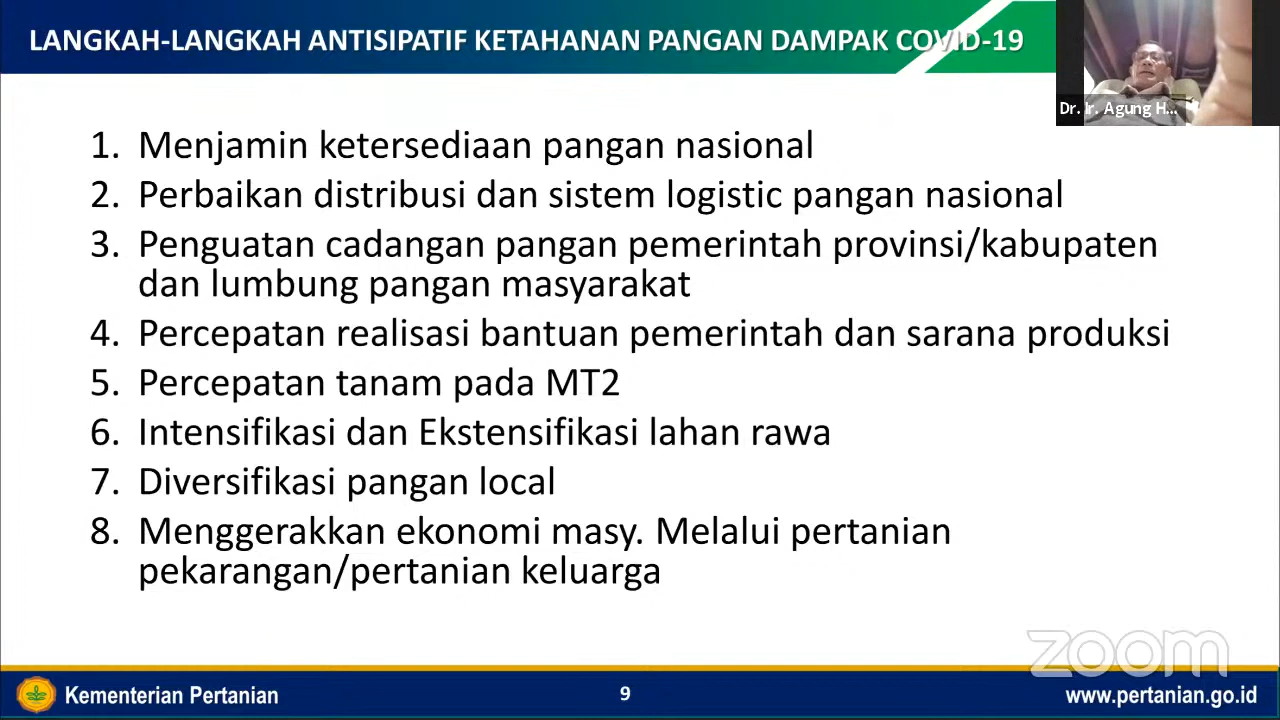 LANGKAH-LANGKAH ANTISIPATIF KETAHANAN PANGAN DAMPAK COVID-19
Dr. Ir. Agung H...
1. Menjamin ketersediaan pangan nasional
2. Perbaikan distribusi dan sistem logistic pangan nasional
3. Penguatan cadangan pangan pemerintah provinsi/kabupaten
dan lumbung pangan masyarakat
4. Percepatan realisasi bantuan pemerintah dan sarana produksi
5. Percepatan tanam pada MT2
6. Intensifikasi dan Ekstensifikasi lahan rawa
7. Diversifikasi pangan local
8. Menggerakkan ekonomi masy. Melalui pertanian
pekarangan/pertanian keluarga
zoom
Kementerian Pertanian
9
www.pertanian.go.id